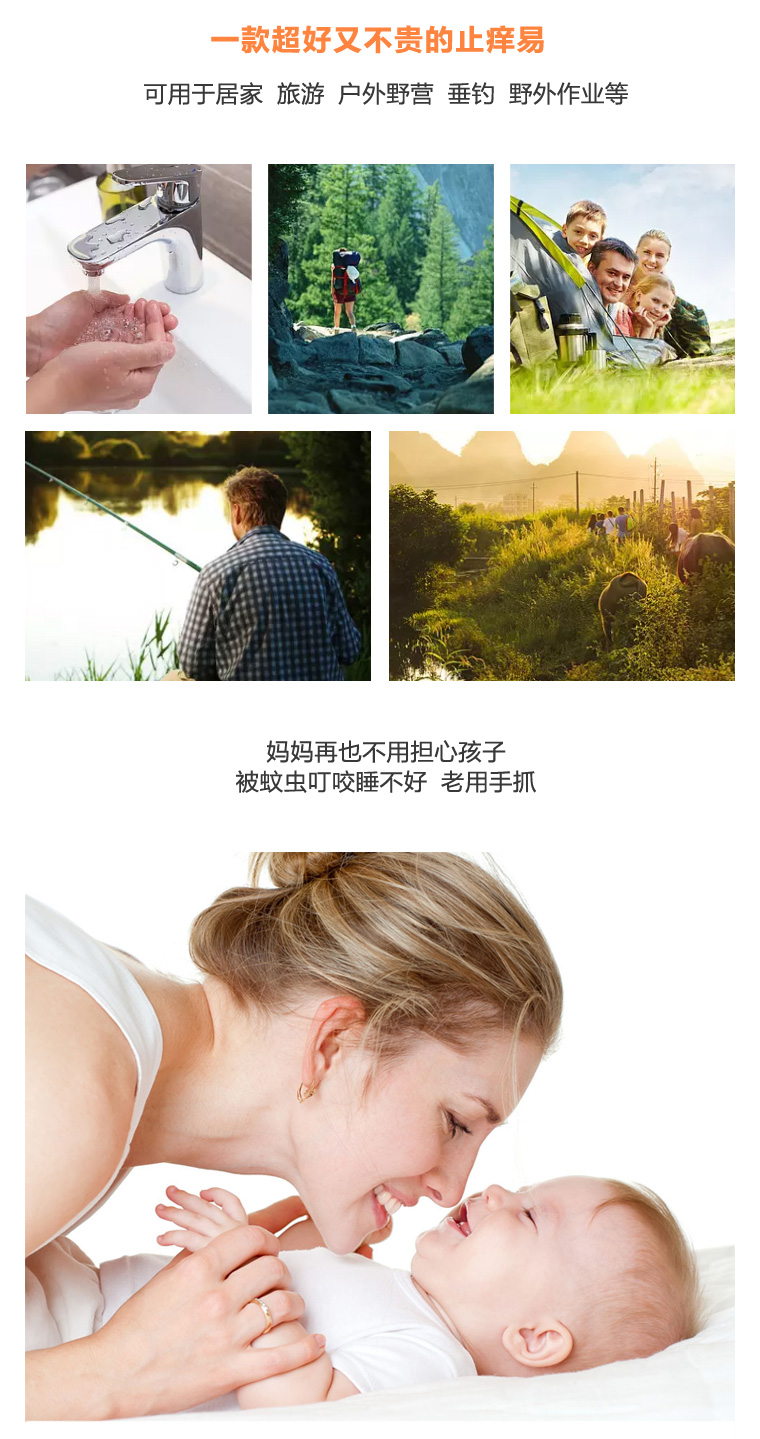 一款超好又不贵的止痒易
可用于居家 旅游 户外野营 垂钓 野外作业等
妈妈再也不用担心孩子
被蚊虫叮咬睡不好 老用手抓